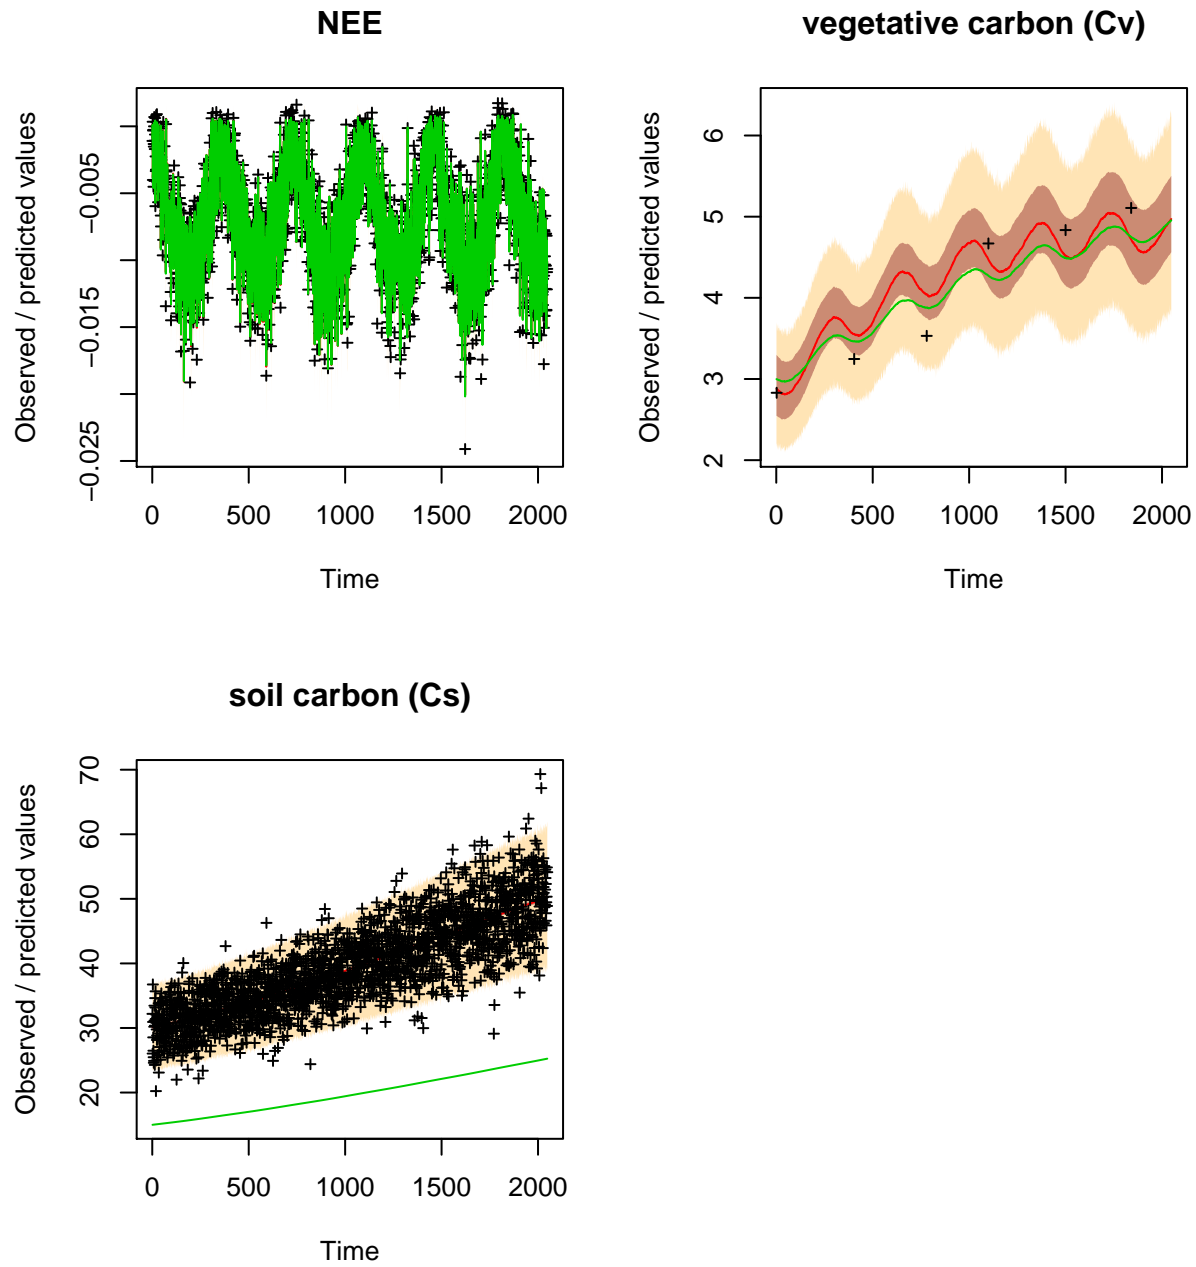 NEE
Observed / predicted values
−0.005
−0.015
−0.025
0 500 1000 1500 2000
Time
vegetative carbon (Cv)
Observed / predicted values
6
5
4
3
2
0 500 1000 1500 2000
Time
soil carbon (Cs)
Observed / predicted values
70
60
50
40
30
20
0 500 1000 1500 2000
Time